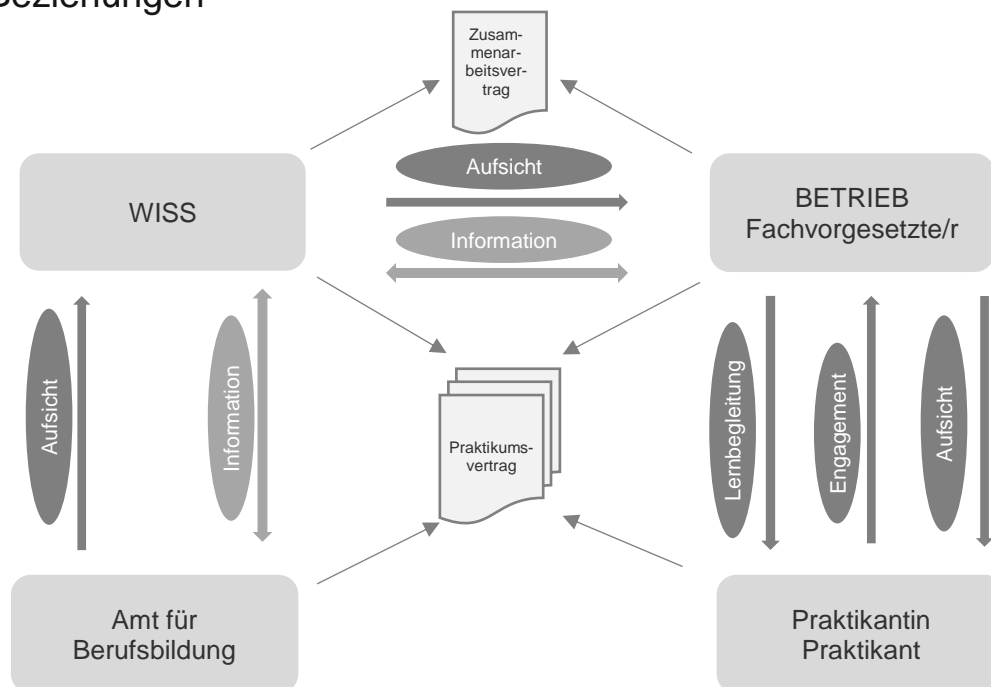 Beziehungen
Zusam-
menar-
beitsver-
trag
Aufsicht
WISS
BETRIEB
Fachvorgesetzte/r
Information
Aufsicht
Information
Praktikums-
vertrag
Lernbegleitung
Engagement
Aufsicht
Amt für
Berufsbildung
Praktikantin
Praktikant